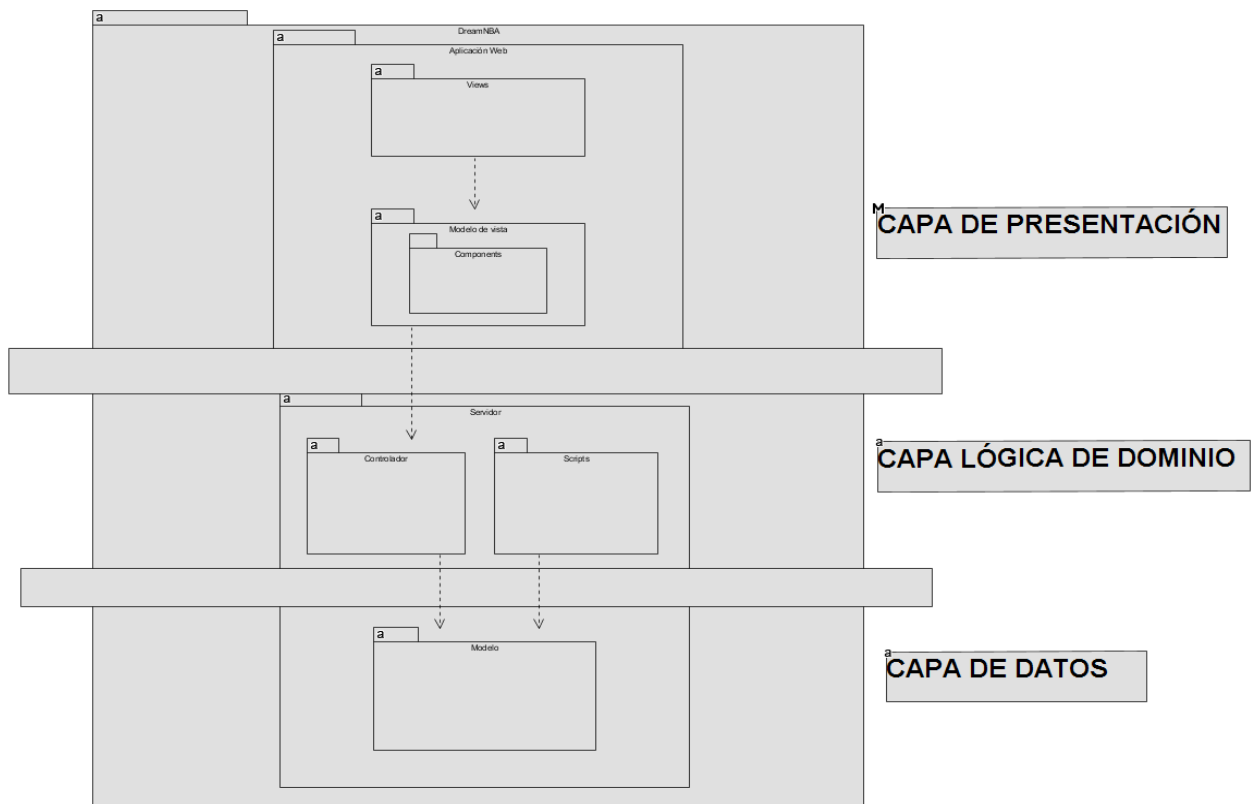 a
DreamNBA
a
Aplicación Web
a
Views
a
Modelo de vista
Components
M
CAPA DE PRESENTACIÓN
a
Servidor
a
Controlador
a
Scripts
a
CAPA LÓGICA DE DOMINIO
a
Modelo
a
CAPA DE DATOS